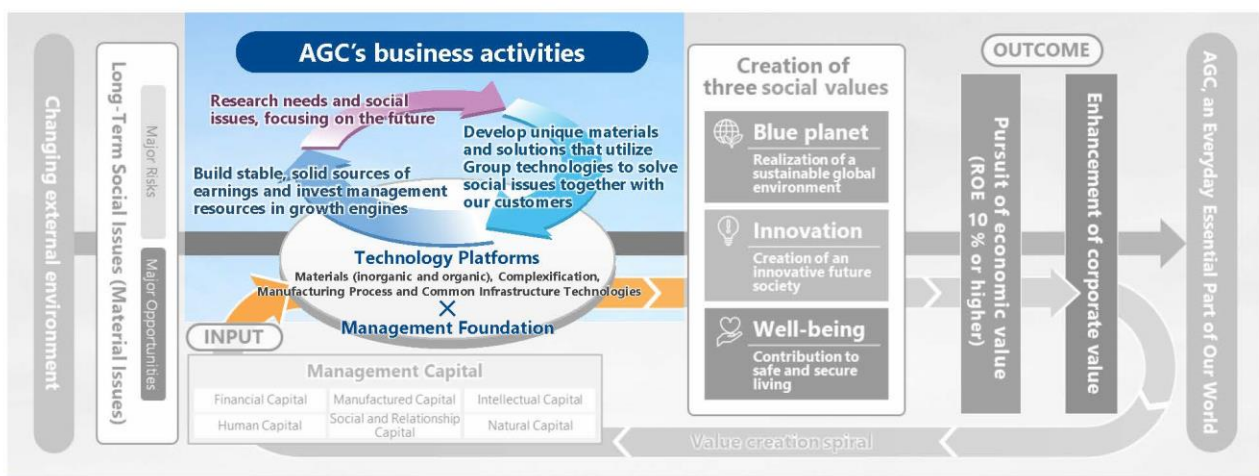 Changing external environment
Long-Term Social Issues (Material Issues)
Major Risks
Major Opportunities
AGC's business activities
Research needs and social
issues, focusing on the future
Develop unique materials
and solutions that utilize
Group technologies to solve
social issues together with
our customers
Build stable, solid sources of
earnings and invest management
resources in growth engines
Technology Platforms
Materials (inorganic and organic), Complexification,
Manufacturing Process and Common Infrastructure Technologies
×
Management Foundation
INPUT
Management Capital
Financial Capital
Manufactured Capital
Intellectual Capital
Human Capital
Social and Relationship
Capital
Natural Capital
Creation of
three social values
Blue planet
Realization of a
sustainable global
environment
Innovation
Creation of an
innovative future
society
Well-being
Contribution to
safe and secure
living
OUTCOME
Pursuit of economic value
(ROE 10 % or higher)
Enhancement of corporate value
AGC, an Everyday Essential Part of Our World
Value creation spiral